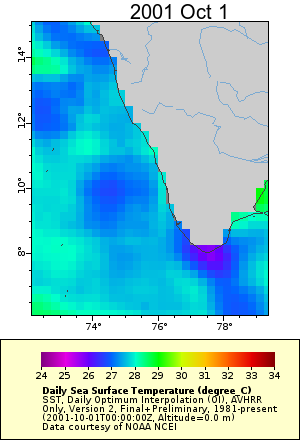 2001 Oct 1
14°
12°
10°
8°
74° 76° 78°
24 25 26 27 28 29 30 31 32 33 34
Daily Sea Surface Temperature (degree_C)
SST, Daily Optimum Interpolation (OI), AVHRR
Only, Version 2, Final+Preliminary, 1981-present
(2001-10-01T00:00:00Z, Altitude=0.0 m)
Data courtesy of NOAA NCEI